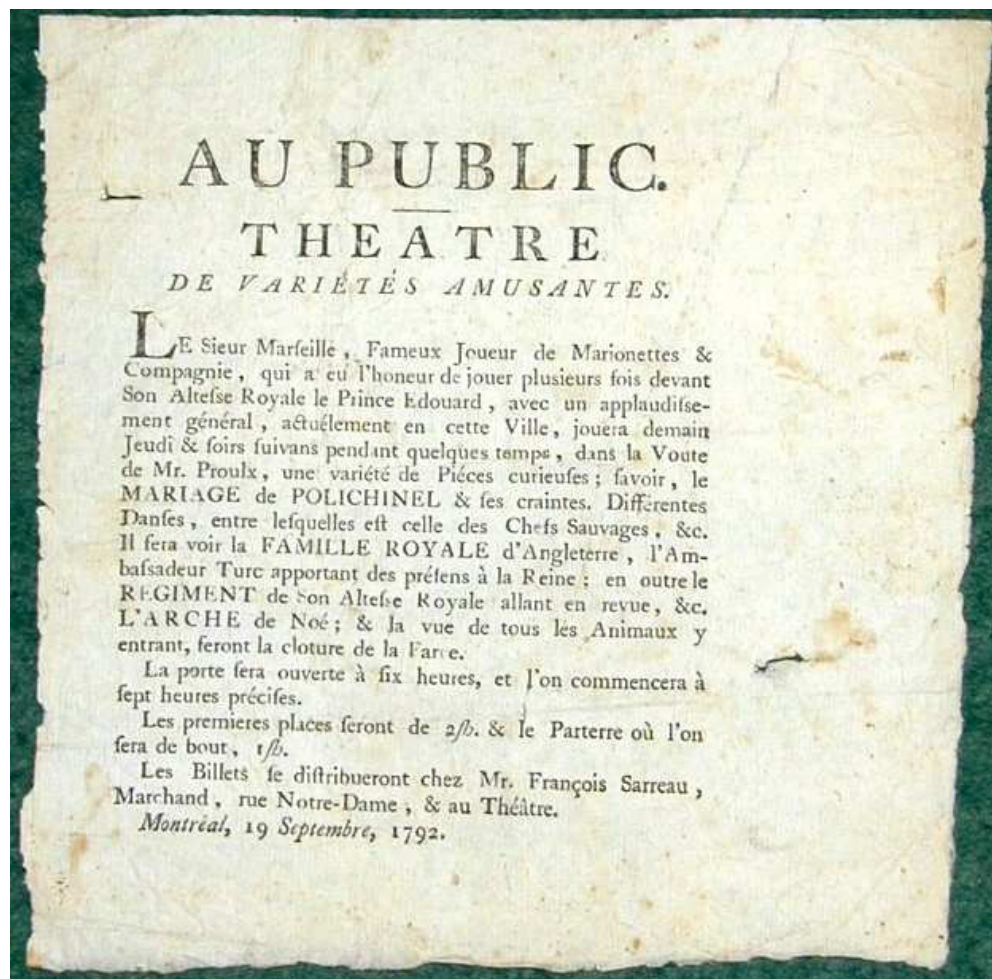 AU PUBLIC.
THEATRE
DE VARIÉTÉS AMUSANTES.
LE Sieur Marſeille, Fameux Joueur de Marionettes &
Compagnie, qui a eu l'honeur de jouer pluſieurs fois devant
Son Alteſse Royale le Prince Edouard, avec un applaudiſse-
ment général, actuélement en cette Ville, jouera demain
Jeudi & ſoirs ſuivans pendant quelques temps, dans la Voute
de Mr. Proulx, une variété de Piéces curieuſes; ſavoir, le
MARIAGE de POLICHINEL & ſes craintes. Différentes
Danſes, entre leſquelles eſt celle des Chefs Sauvages, &c.
Il fera voir la FAMILLE ROYALE d'Angleterre, l'Am-
baſsadeur Turc apportant des préſens à la Reine; en outre le
REGIMENT de Son Alteſse Royale allant en revue, &c.
L'ARCHE de Noé; & la vue de tous les Animaux y
entrant, feront la cloture de la Farce.
La porte ſera ouverte à ſix heures, et l'on commencera à
ſept heures préciſes.
Les premieres places ſeront de 2ſh. & le Parterre où l'on
ſera de bout, 1ſh.
Les Billets ſe diſtribueront chez Mr. François Sarreau,
Marchand, rue Notre-Dame, & au Théâtre.
Montréal, 19 Septembre, 1792.